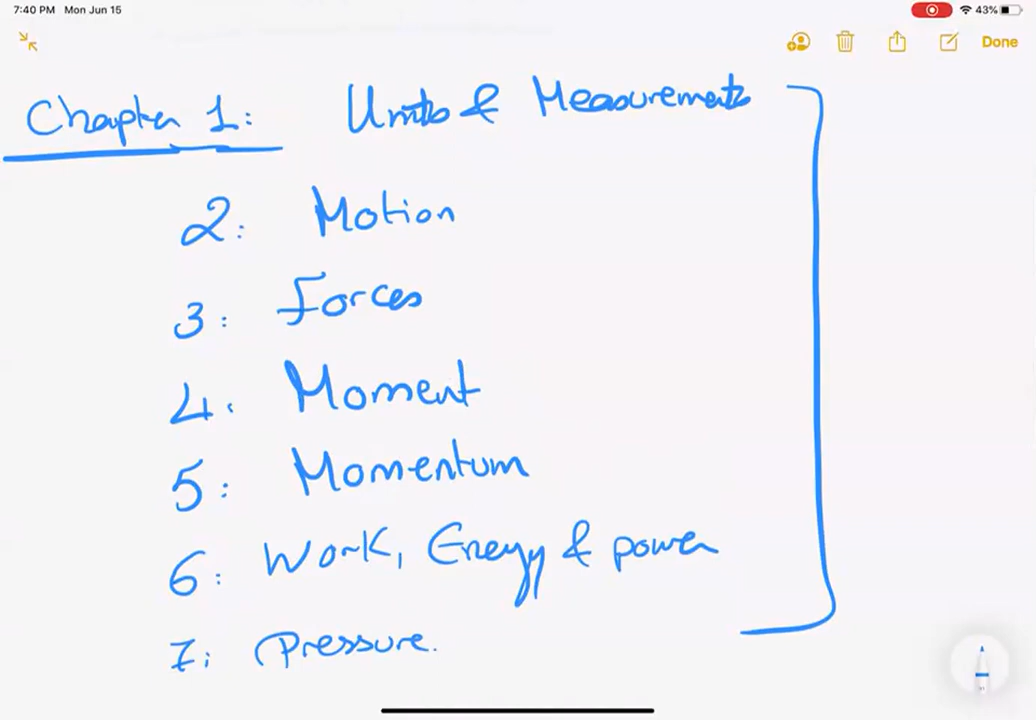 7:40 PM Mon Jun 15 43%
Done
Chapter 1: Units & Measurements
2: Motion
3: Forces
4: Moment
5: Momentum
6: Work, Energy & power
7: Pressure.